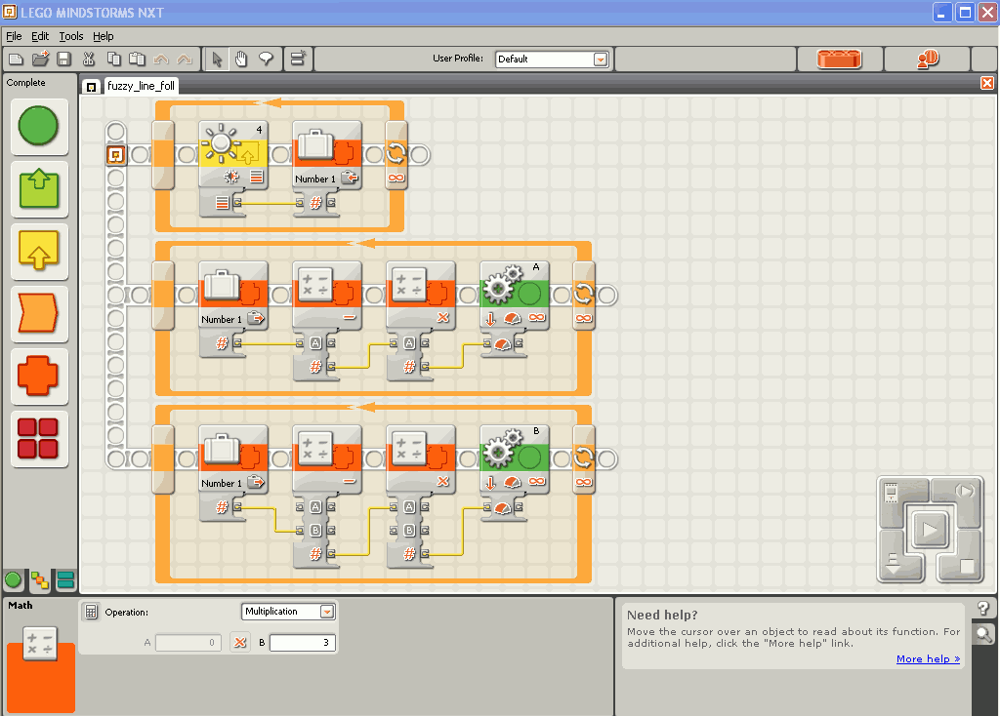 LEGO MINDSTORMS NXT
File Edit Tools Help
User Profile: Default
Complete
fuzzy_line_foll
4
Number 1
#
A
Number 1
# A A
# #
B
Number 1
# A A
B B
# #
Math
Operation: Multiplication
A 0 B 3
Need help?
Move the cursor over an object to read about its function. For
additional help, click the "More help" link.
More help »
?